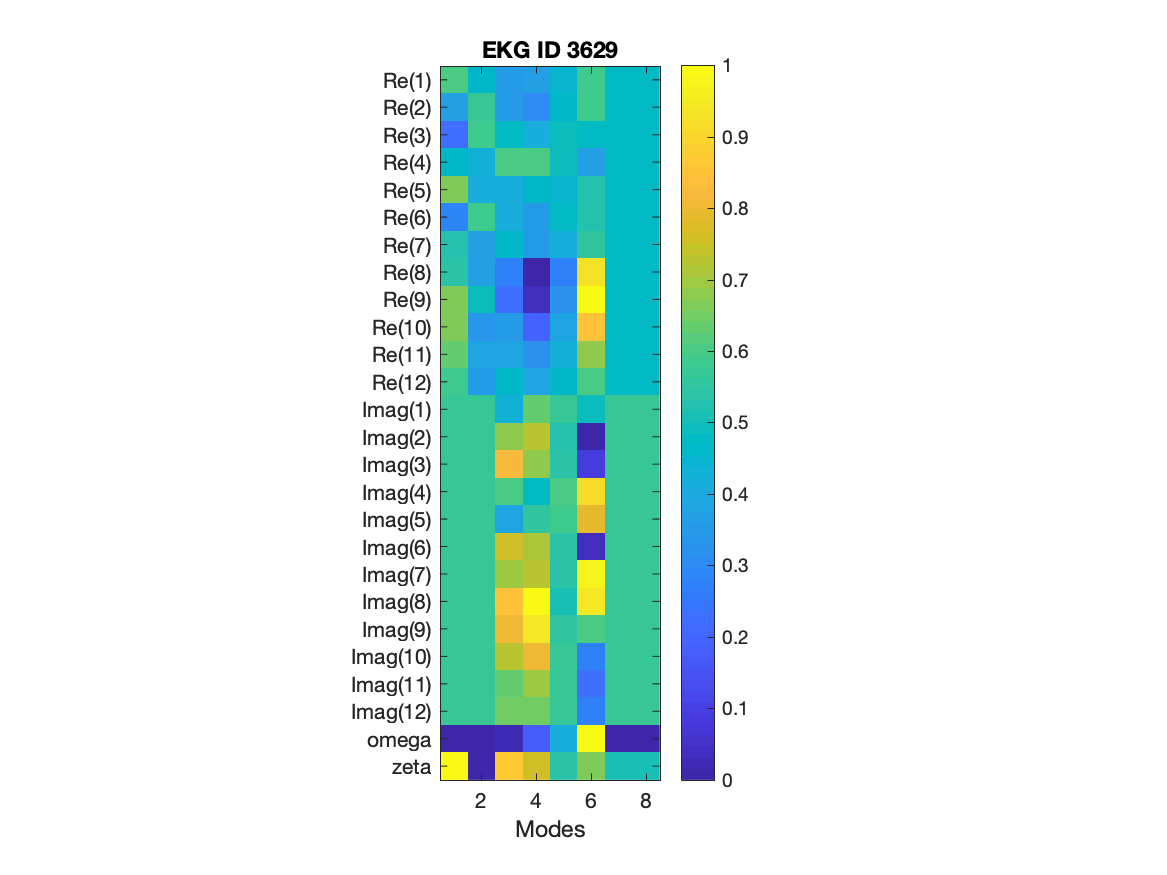 EKG ID 3629
Re(1)
Re(2)
Re(3)
Re(4)
Re(5)
Re(6)
Re(7)
Re(8)
Re(9)
Re(10)
Re(11)
Re(12)
Imag(1)
Imag(2)
Imag(3)
Imag(4)
Imag(5)
Imag(6)
Imag(7)
Imag(8)
Imag(9)
Imag(10)
Imag(11)
Imag(12)
omega
zeta
2 4 6 8
Modes
1
0.9
0.8
0.7
0.6
0.5
0.4
0.3
0.2
0.1
0